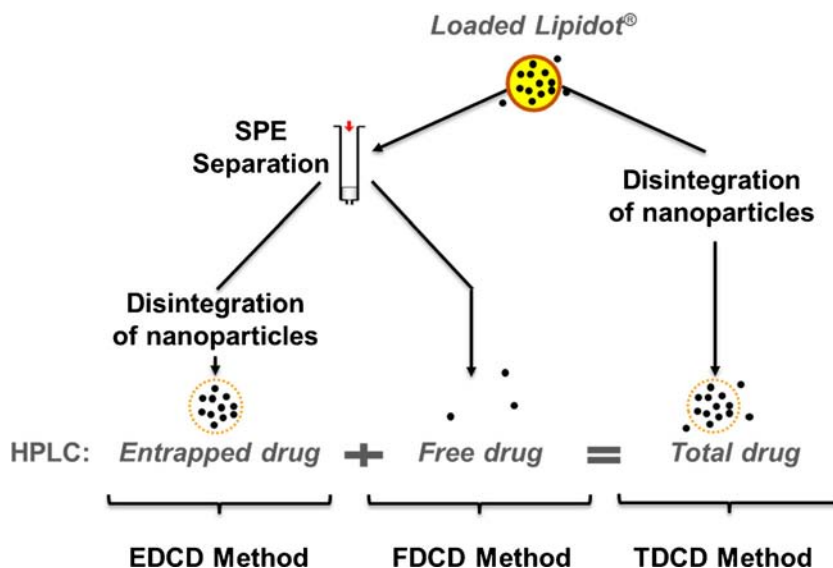 Loaded Lipidot®
SPE
Separation
Disintegration
of nanoparticles
Disintegration
of nanoparticles
HPLC: Entrapped drug + Free drug = Total drug
EDCD Method FDCD Method TDCD Method